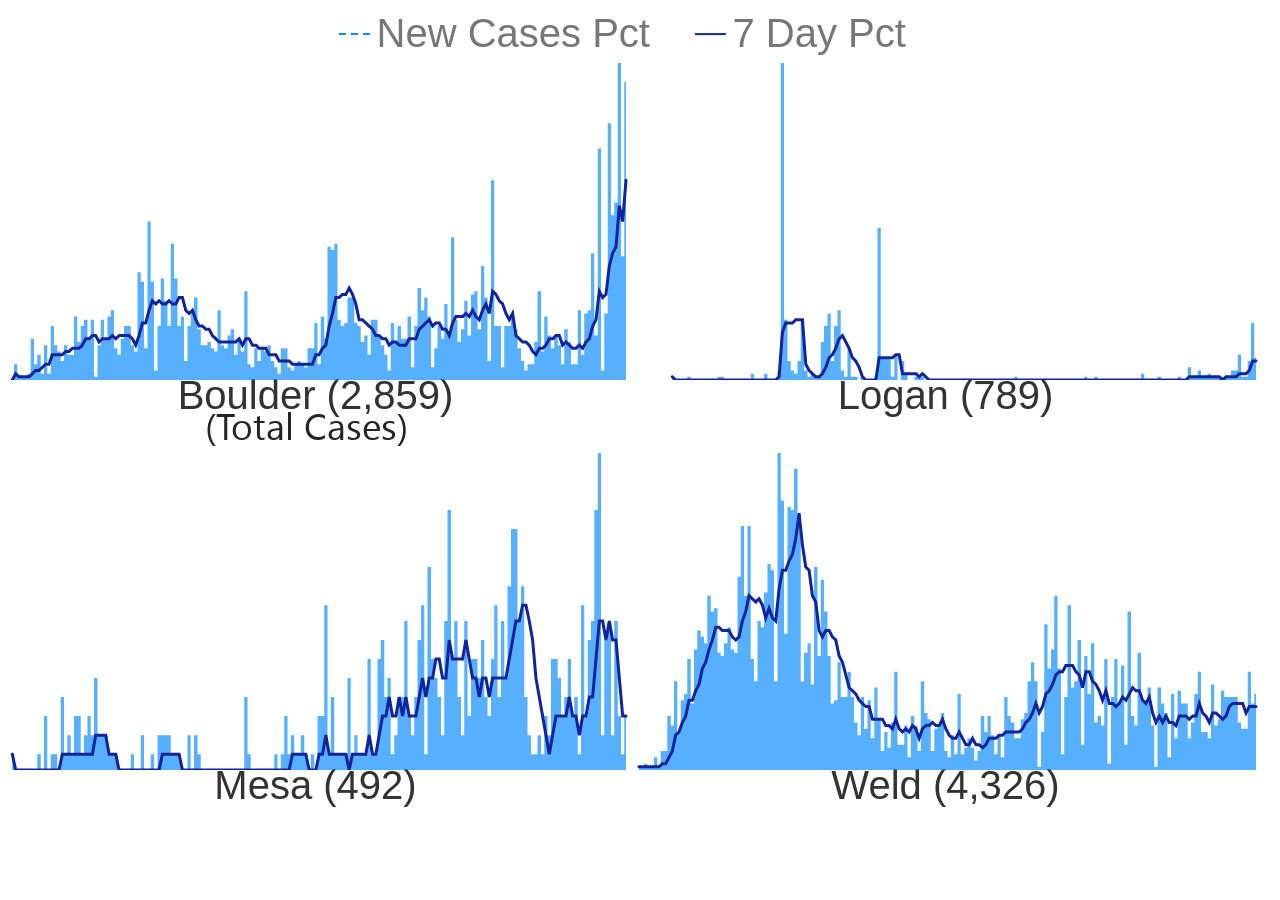 New Cases Pct 7 Day Pct
Boulder (2,859)
(Total Cases)
Logan (789)
Mesa (492)
Weld (4,326)